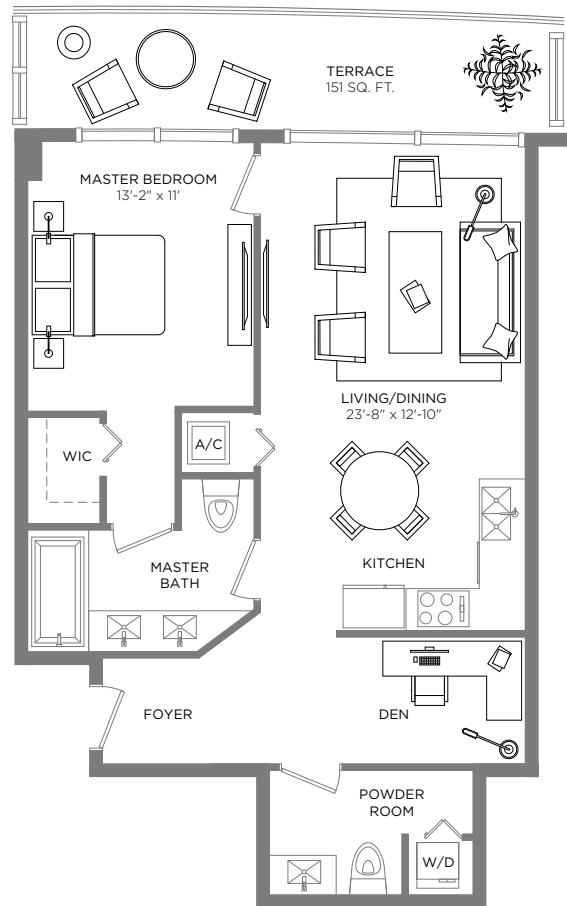 TERRACE
151 SQ. FT.
MASTER BEDROOM
13'-2" x 11'
LIVING/DINING
23'-8" x 12'-10"
A/C
WIC
KITCHEN
MASTER
BATH
FOYER
DEN
POWDER
ROOM
W/D